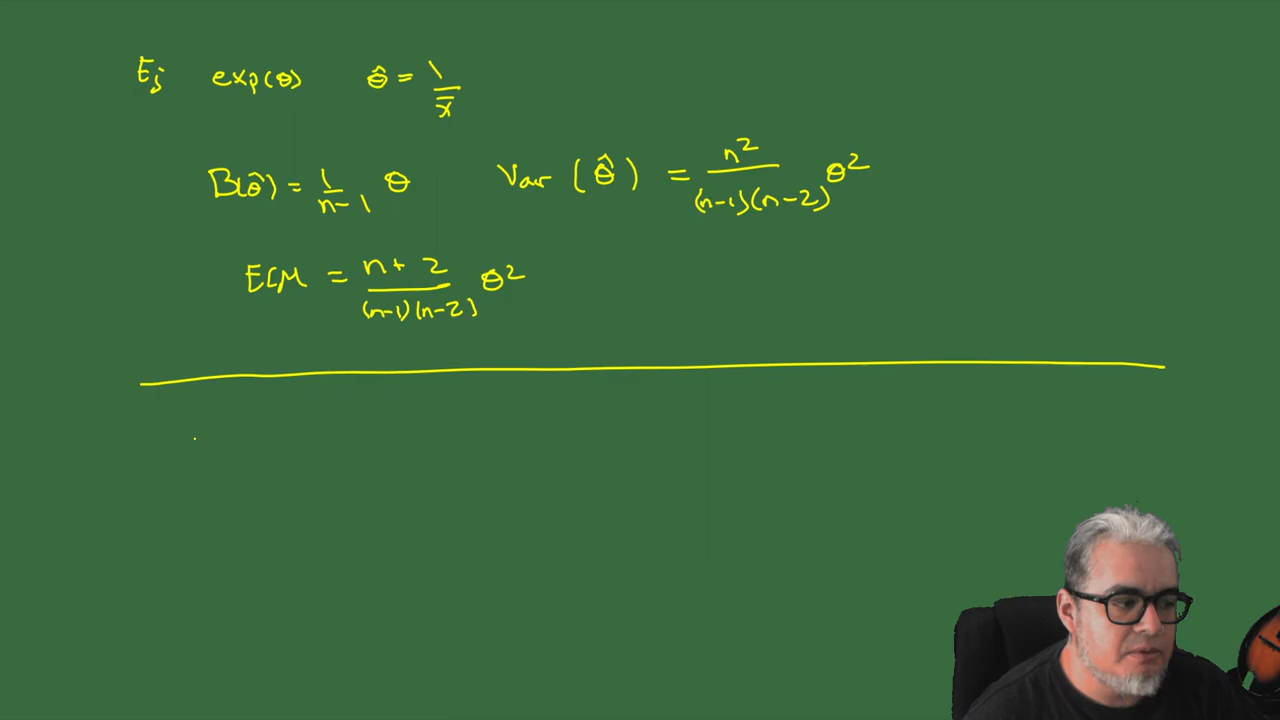 Ej exp(θ) θ̂ = 1/x̄
B(θ̂) = 1/(n-1) θ Var (θ̂) = n²/((n-1)(n-2)) θ²
ECM = (n+2)/((n-1)(n-2)) θ²